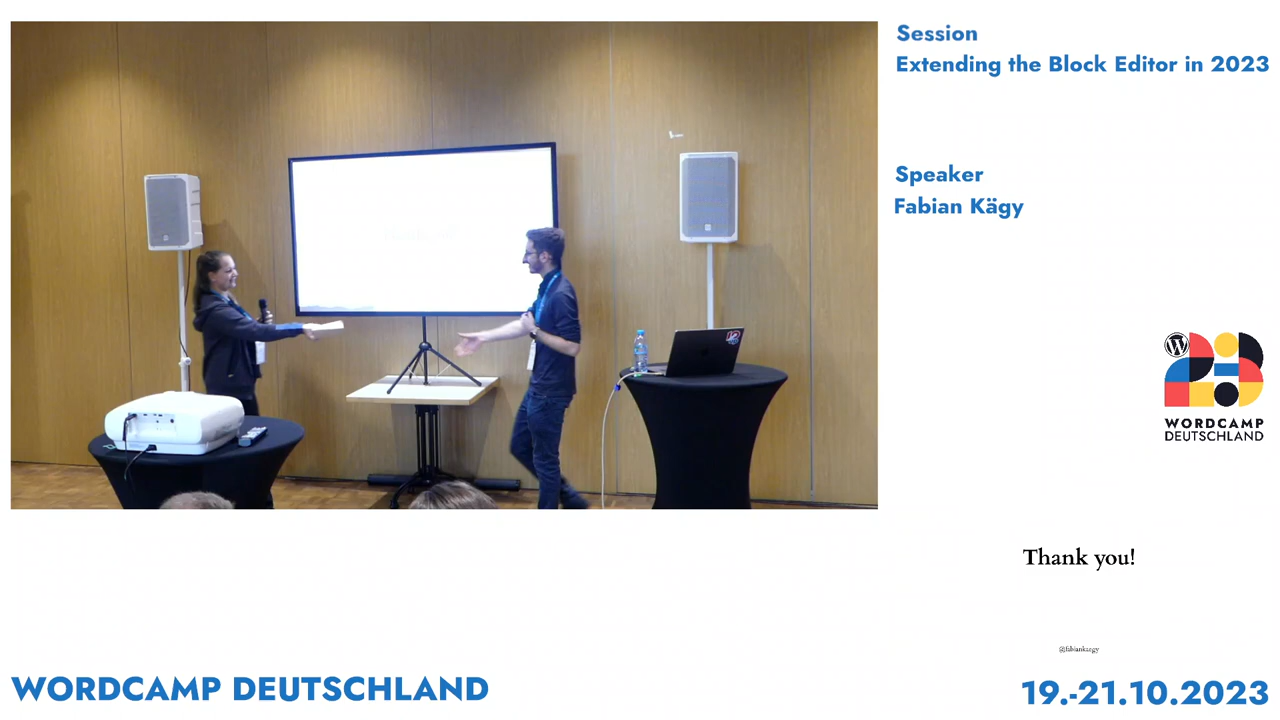 Session
Extending the Block Editor in 2023
Speaker
Fabian Kägy
WORDCAMP
DEUTSCHLAND
Thank you!
@fabiankaegy
WORDCAMP DEUTSCHLAND
19.-21.10.2023